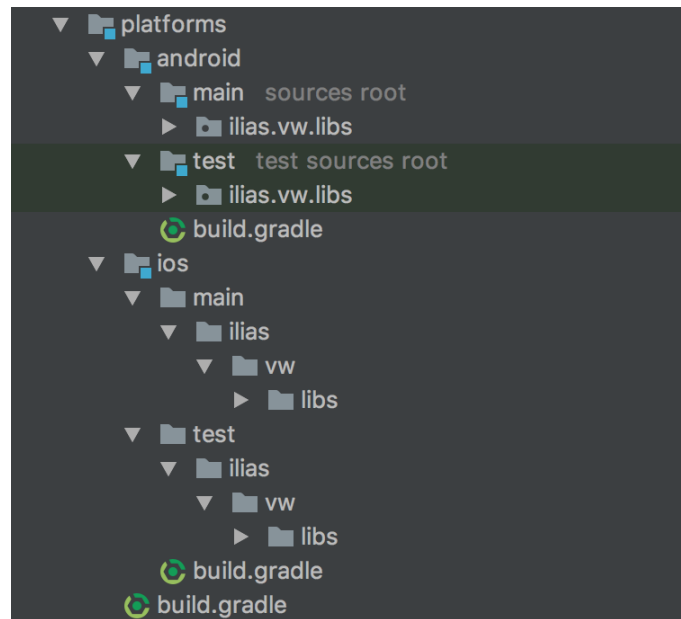 platforms
android
main sources root
ilias.vw.libs
test test sources root
ilias.vw.libs
build.gradle
ios
main
ilias
vw
libs
test
ilias
vw
libs
build.gradle
build.gradle